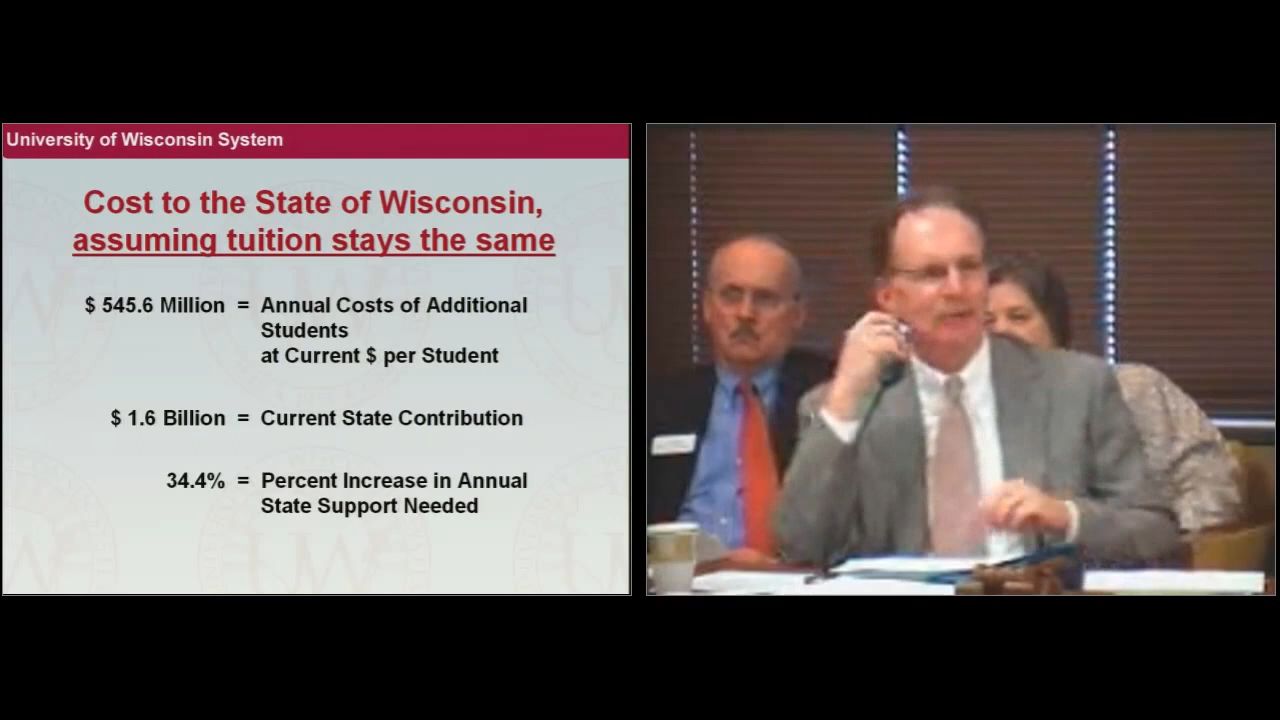 University of Wisconsin System
Cost to the State of Wisconsin,
assuming tuition stays the same
$ 545.6 Million = Annual Costs of Additional
Students
at Current $ per Student
$ 1.6 Billion = Current State Contribution
34.4% = Percent Increase in Annual
State Support Needed